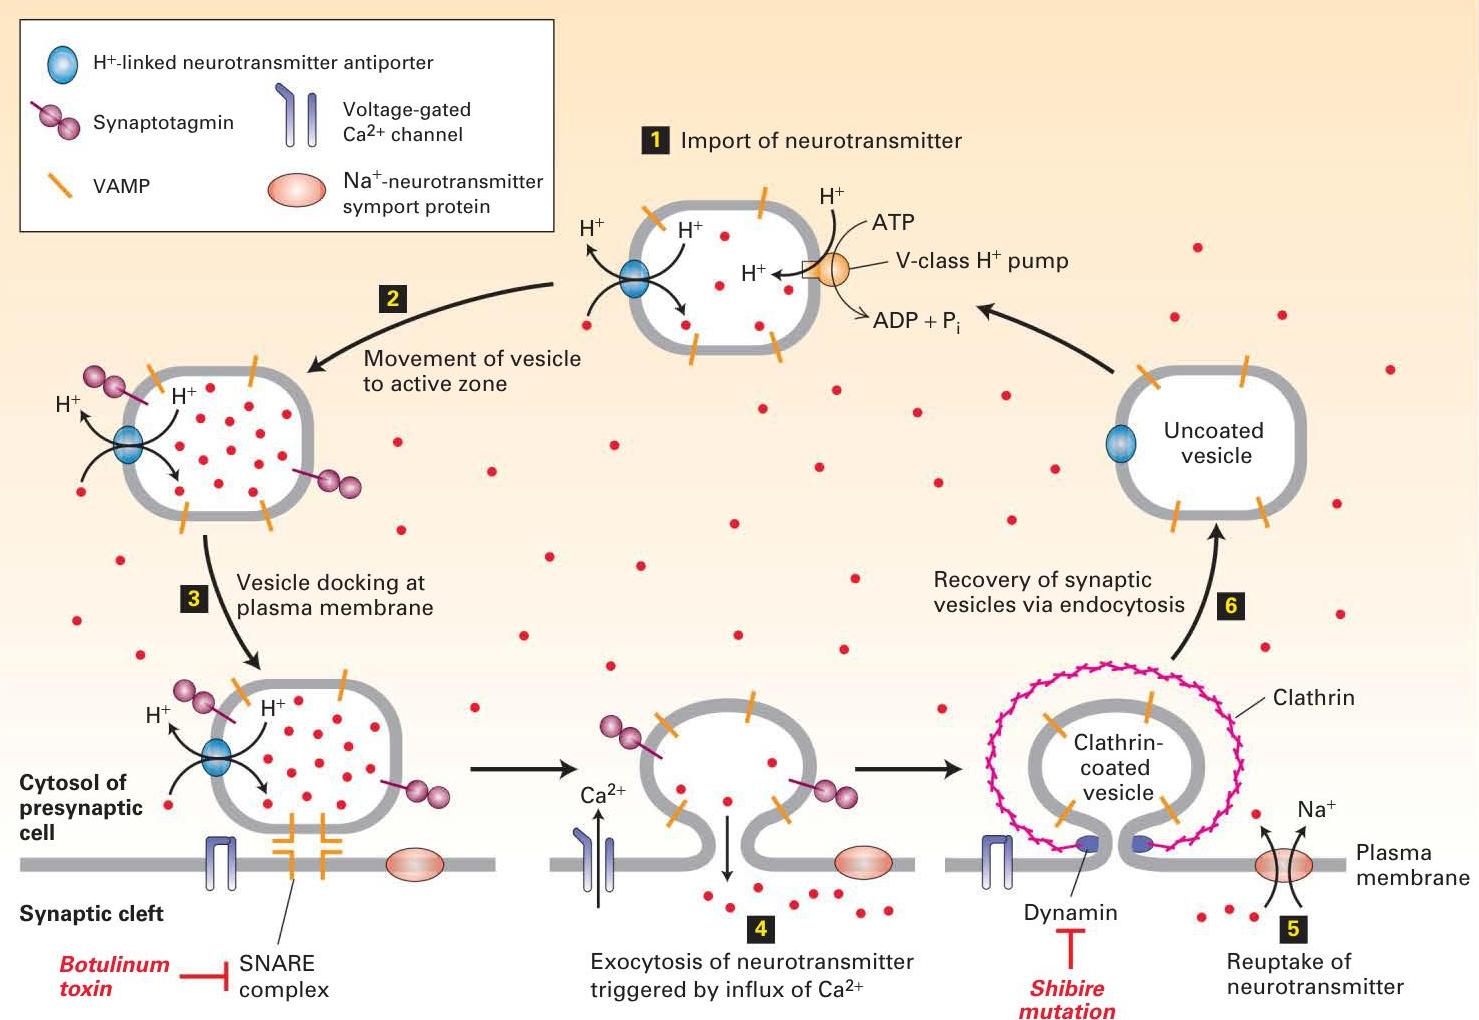 H⁺-linked neurotransmitter antiporter
Synaptotagmin
Voltage-gated
Ca²⁺ channel
VAMP
Na⁺-neurotransmitter
symport protein
1 Import of neurotransmitter
H⁺
H⁺
H⁺
H⁺
ATP
V-class H⁺ pump
ADP + Pᵢ
2
Movement of vesicle
to active zone
H⁺
H⁺
3
Vesicle docking at
plasma membrane
H⁺
H⁺
Cytosol of
presynaptic
cell
Synaptic cleft
Botulinum
toxin
SNARE
complex
Ca²⁺
4
Exocytosis of neurotransmitter
triggered by influx of Ca²⁺
Clathrin
Clathrin-
coated
vesicle
Dynamin
Shibire
mutation
Na⁺
Plasma
membrane
5
Reuptake of
neurotransmitter
Recovery of synaptic
vesicles via endocytosis
6
Uncoated
vesicle